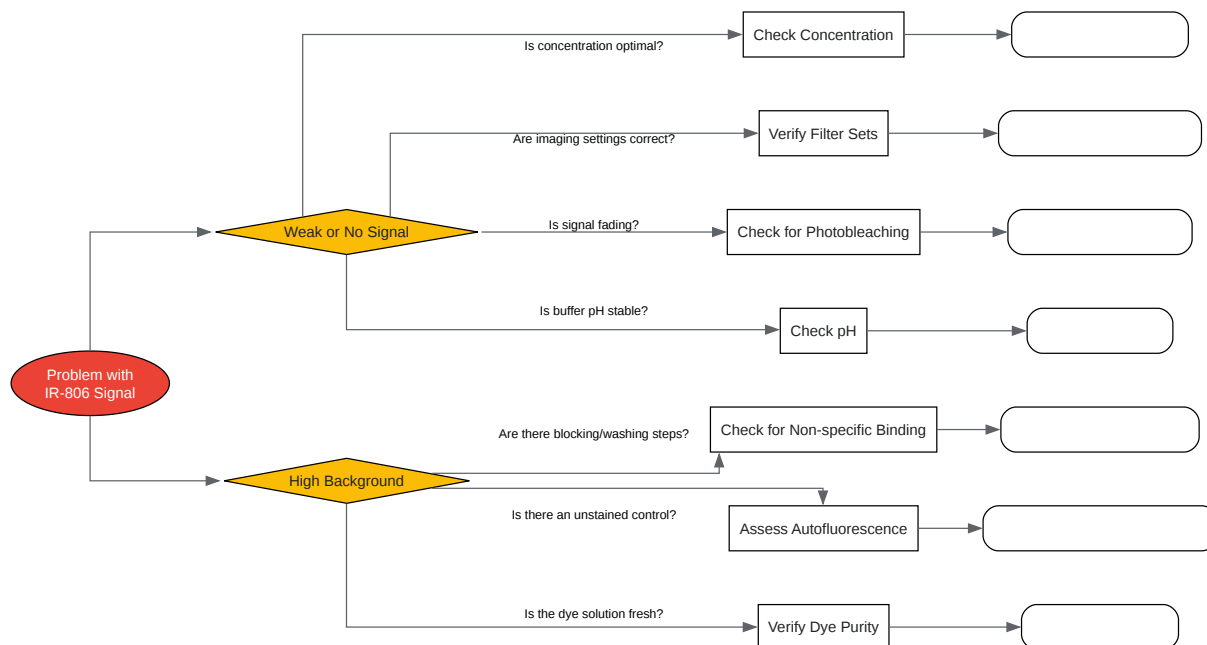 Is concentration optimal?
Check Concentration
Are imaging settings correct?
Verify Filter Sets
Weak or No Signal
Is signal fading?
Check for Photobleaching
Is buffer pH stable?
Check pH
Problem with
IR-806 Signal
Are there blocking/washing steps?
Check for Non-specific Binding
High Background
Is there an unstained control?
Assess Autofluorescence
Is the dye solution fresh?
Verify Dye Purity